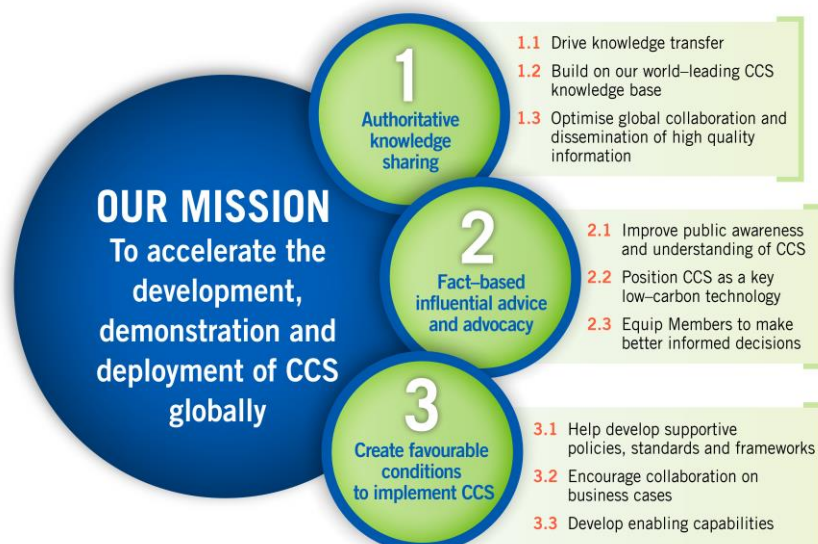 OUR MISSION
To accelerate the
development,
demonstration and
deployment of CCS
globally
1
Authoritative
knowledge
sharing
1.1 Drive knowledge transfer
1.2 Build on our world–leading CCS
knowledge base
1.3 Optimise global collaboration and
dissemination of high quality
information
2
Fact–based
influential advice
and advocacy
2.1 Improve public awareness
and understanding of CCS
2.2 Position CCS as a key
low–carbon technology
2.3 Equip Members to make
better informed decisions
3
Create favourable
conditions
to implement CCS
3.1 Help develop supportive
policies, standards and frameworks
3.2 Encourage collaboration on
business cases
3.3 Develop enabling capabilities